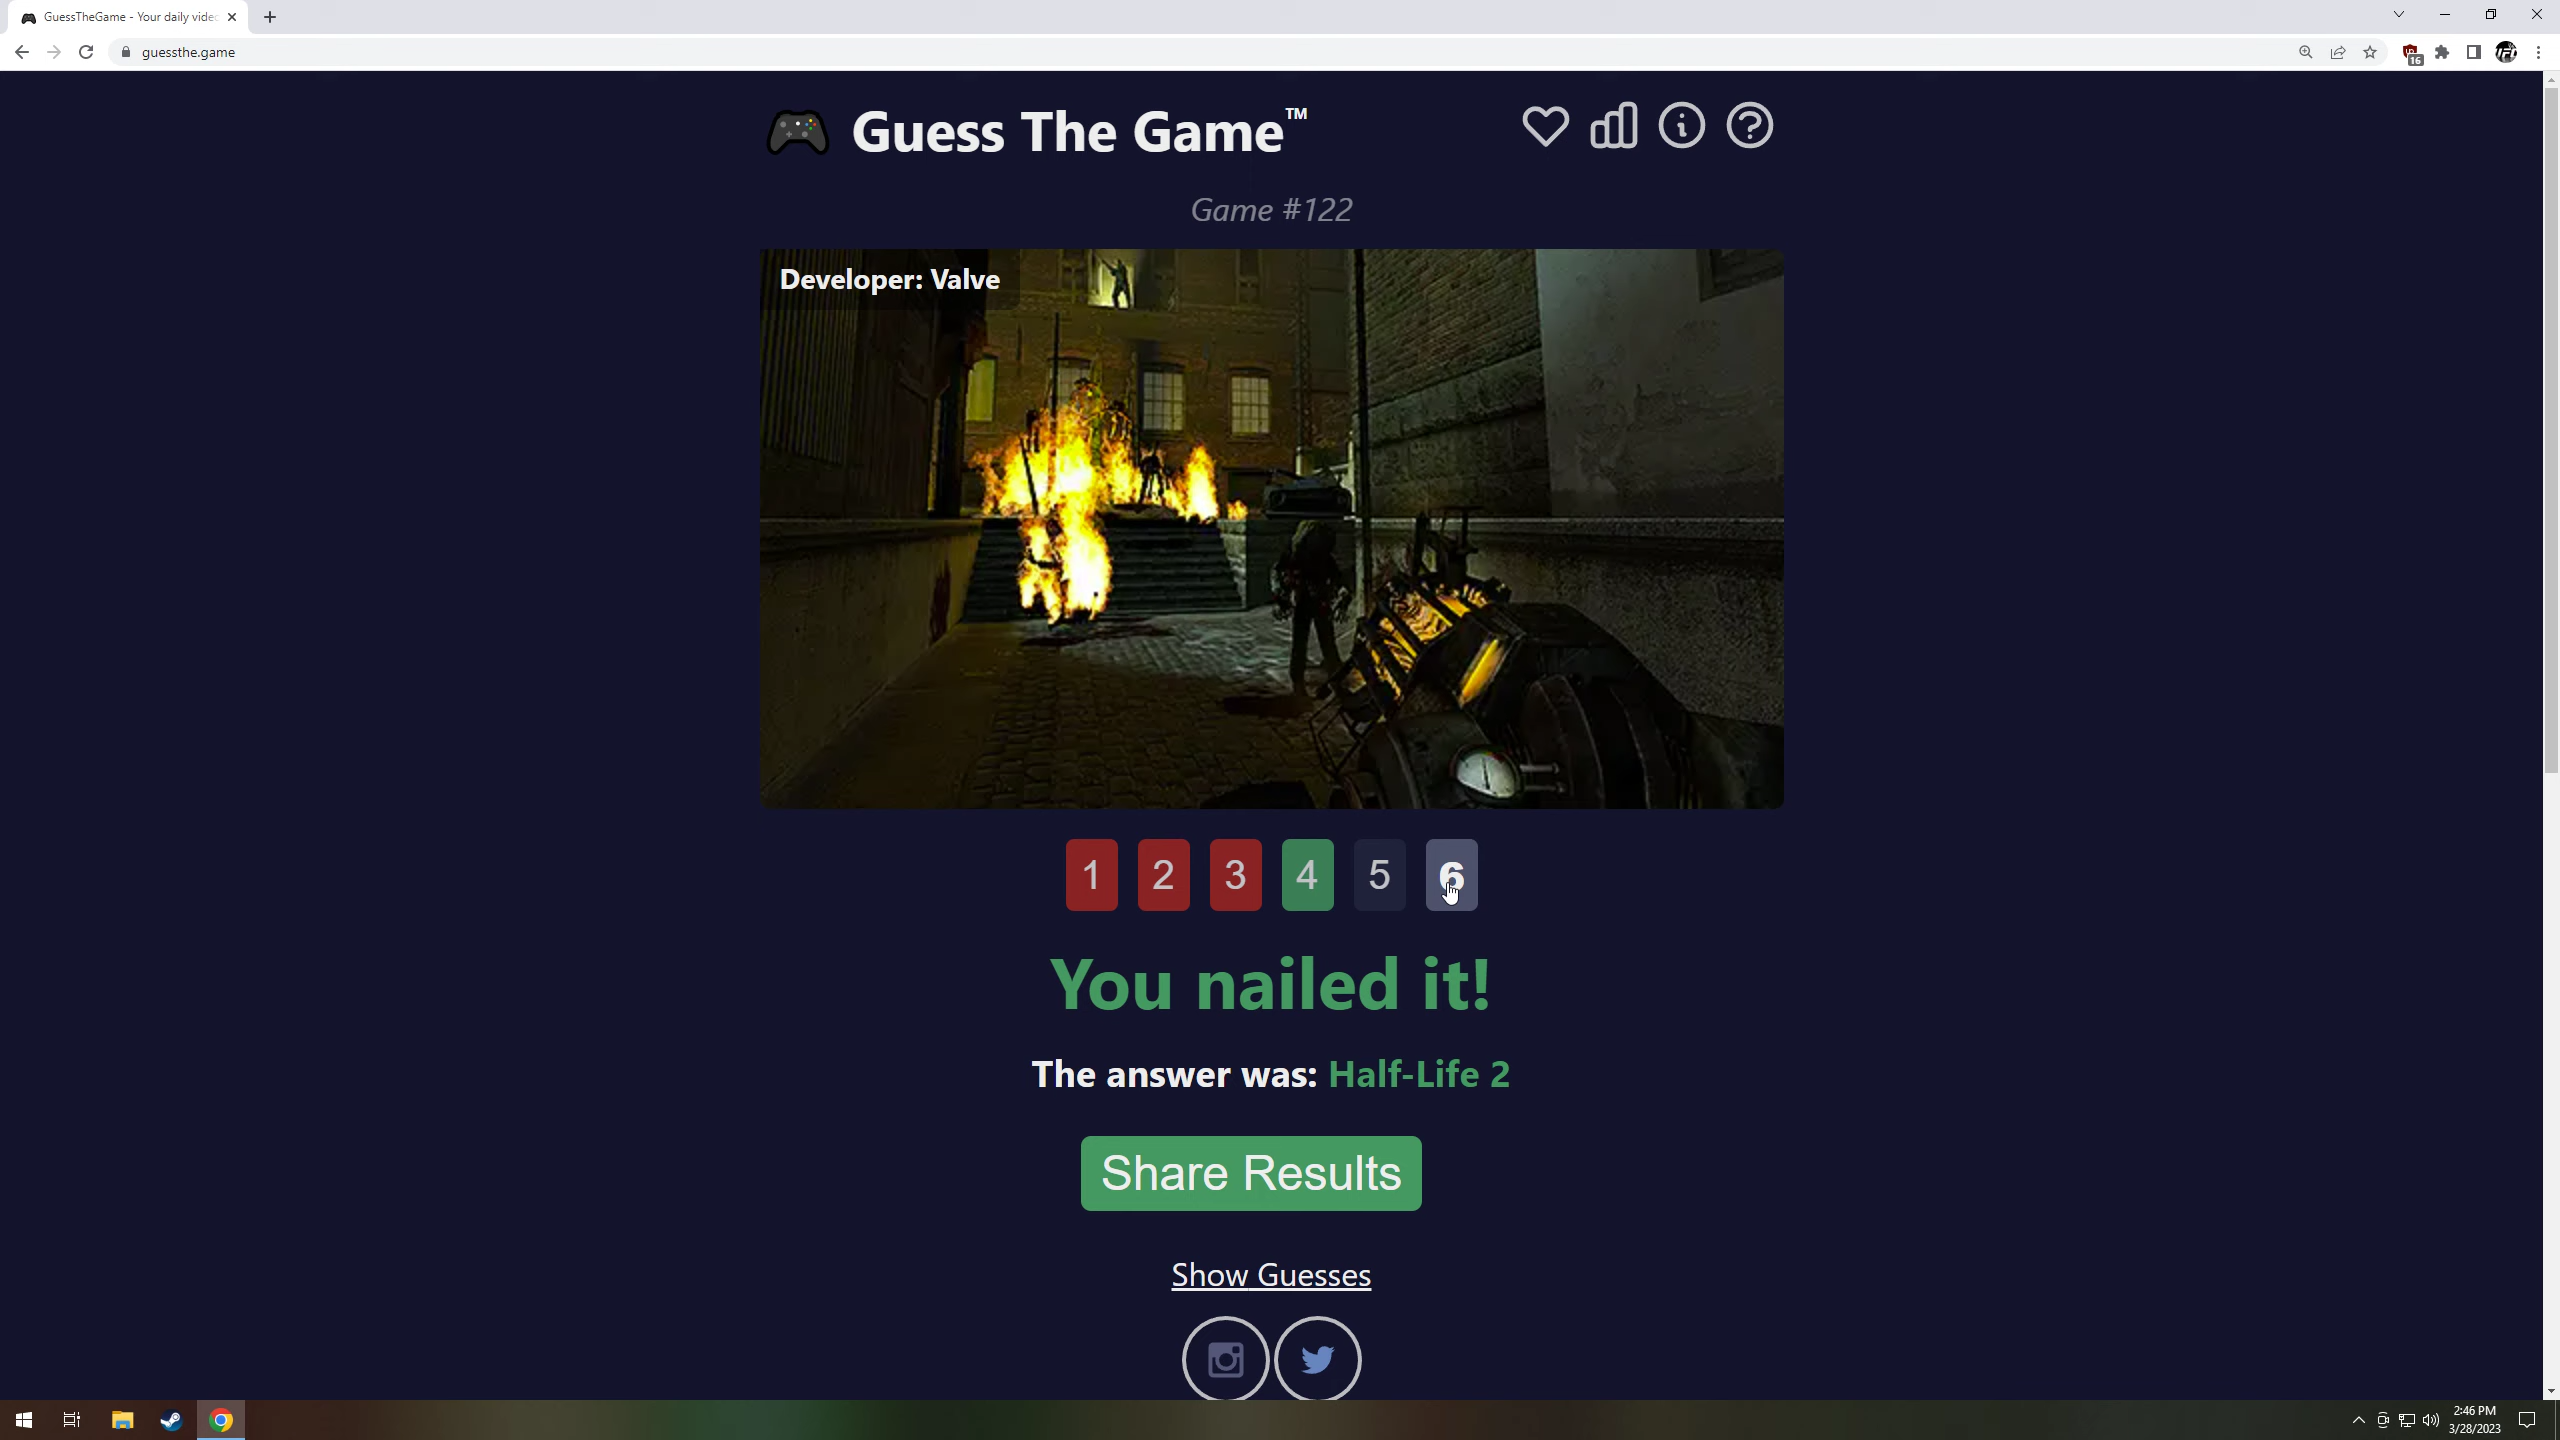 GuessTheGame - Your daily vide
guessthe.game
16
Guess The Game™
Game #122
Developer: Valve
1 2 3 4 5 6
You nailed it!
The answer was: Half-Life 2
Share Results
Show Guesses
2:46 PM
3/28/2023